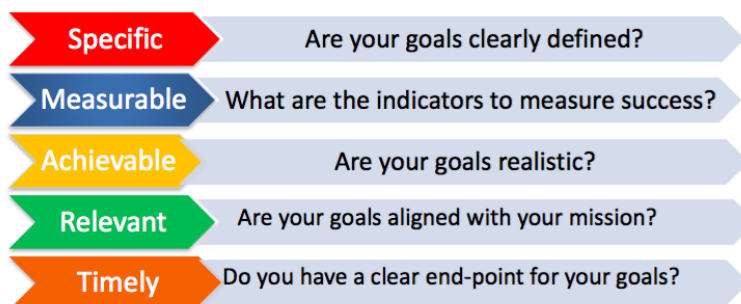 Specific Are your goals clearly defined?
Measurable What are the indicators to measure success?
Achievable Are your goals realistic?
Relevant Are your goals aligned with your mission?
Timely Do you have a clear end-point for your goals?